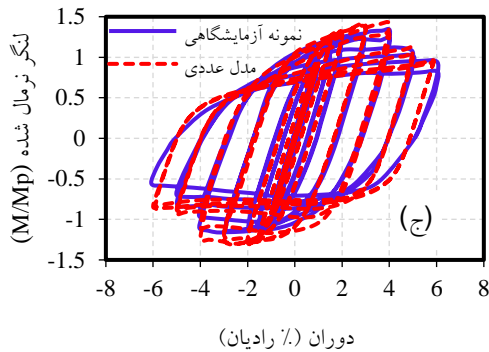 لنگر نرمال شده (M/Mp)
1.5
1
0.5
0
-0.5
-1
-1.5
نمونه آزمایشگاهی
مدل عددی
(ج)
-8 -6 -4 -2 0 2 4 6 8
دوران (٪ رادیان)